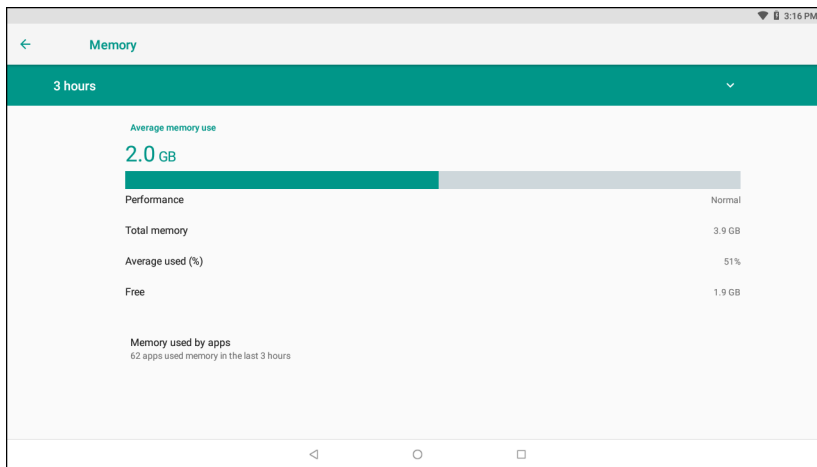 3:16 PM
Memory
3 hours
Average memory use
2.0 GB
Performance Normal
Total memory 3.9 GB
Average used (%) 51%
Free 1.9 GB
Memory used by apps
62 apps used memory in the last 3 hours